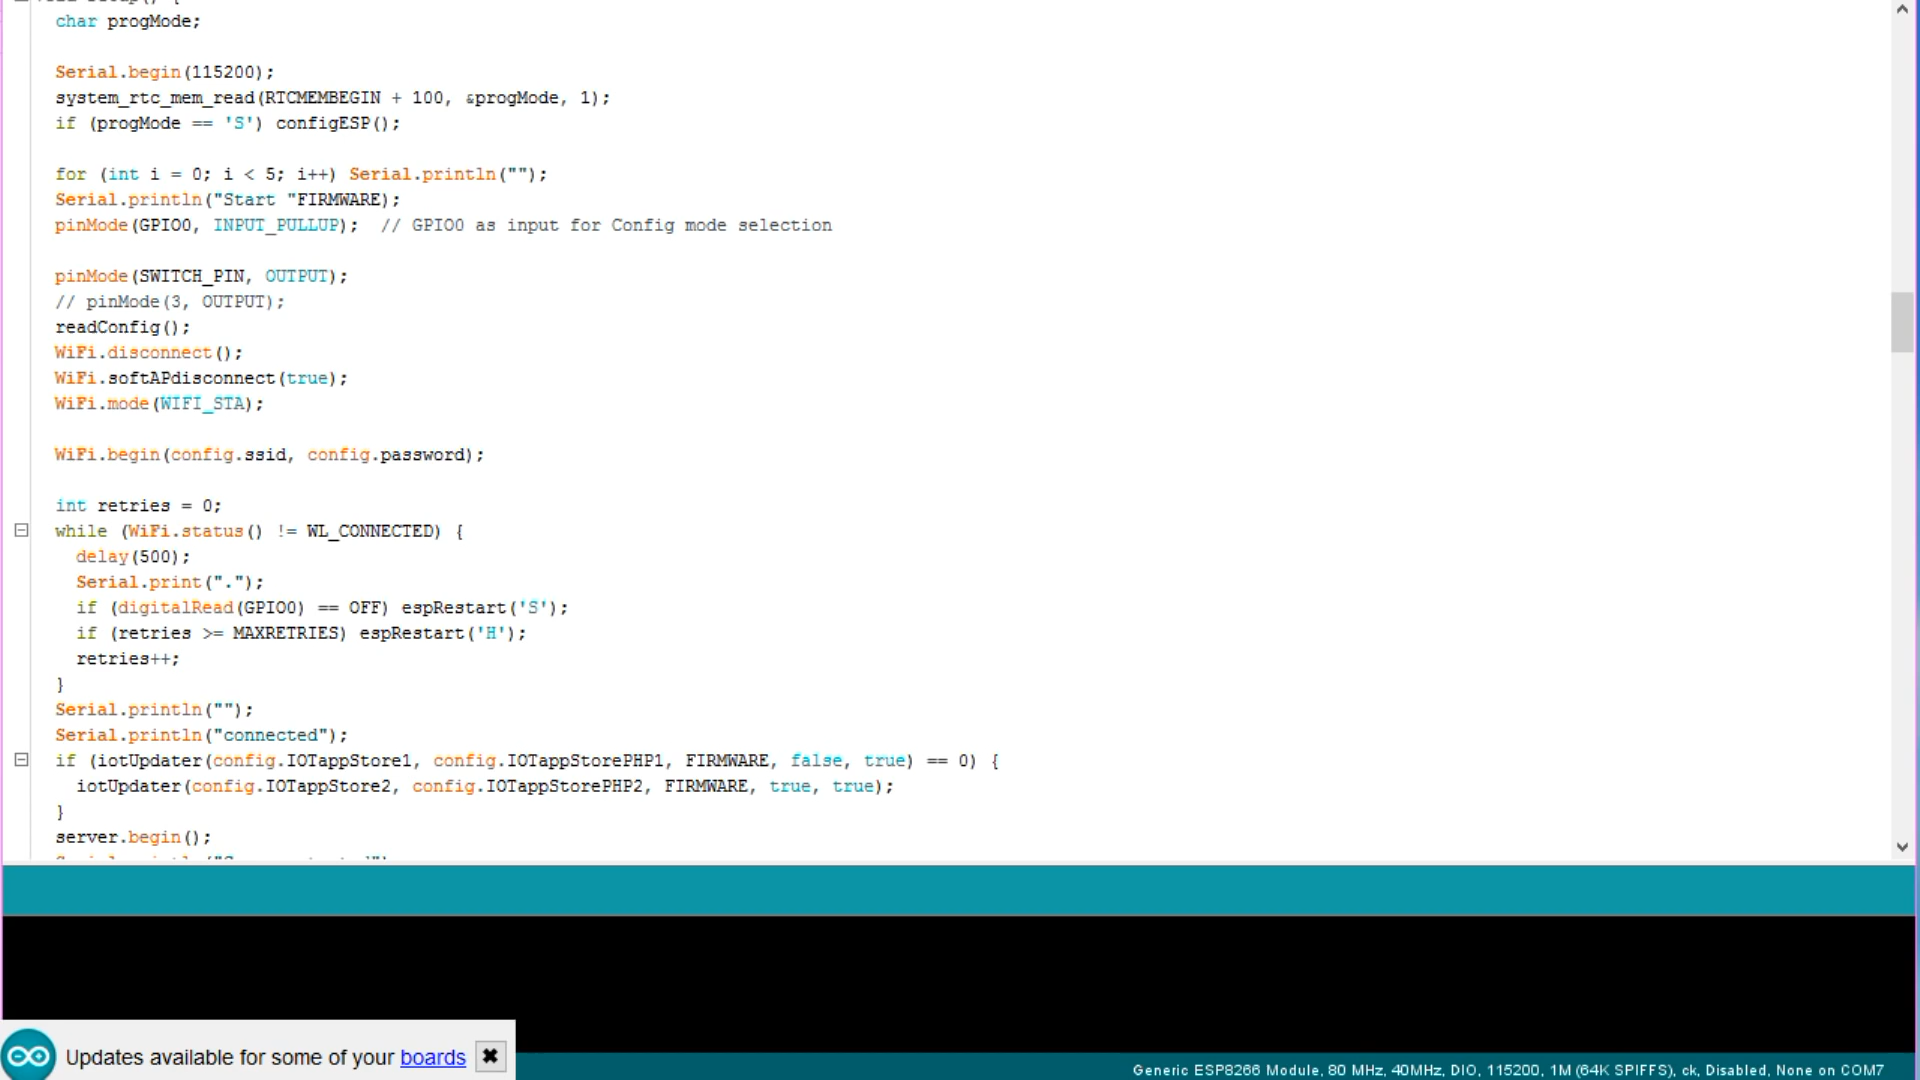 char progMode;
Serial.begin(115200);
system_rtc_mem_read(RTCMEMBEGIN + 100, &progMode, 1);
if (progMode == 'S') configESP();
for (int i = 0; i < 5; i++) Serial.println("");
Serial.println("Start "FIRMWARE);
pinMode(GPIO0, INPUT_PULLUP);  // GPIO0 as input for Config mode selection
pinMode(SWITCH_PIN, OUTPUT);
// pinMode(3, OUTPUT);
readConfig();
WiFi.disconnect();
WiFi.softAPdisconnect(true);
WiFi.mode(WIFI_STA);
WiFi.begin(config.ssid, config.password);
int retries = 0;
while (WiFi.status() != WL_CONNECTED) {
delay(500);
Serial.print(".");
if (digitalRead(GPIO0) == OFF) espRestart('S');
if (retries >= MAXRETRIES) espRestart('H');
retries++;
}
Serial.println("");
Serial.println("connected");
if (iotUpdater(config.IOTappStore1, config.IOTappStorePHP1, FIRMWARE, false, true) == 0) {
iotUpdater(config.IOTappStore2, config.IOTappStorePHP2, FIRMWARE, true, true);
}
server.begin();
Updates available for some of your boards
Generic ESP8266 Module, 80 MHz, 40MHz, DIO, 115200, 1M (64K SPIFFS), ck, Disabled, None on COM7